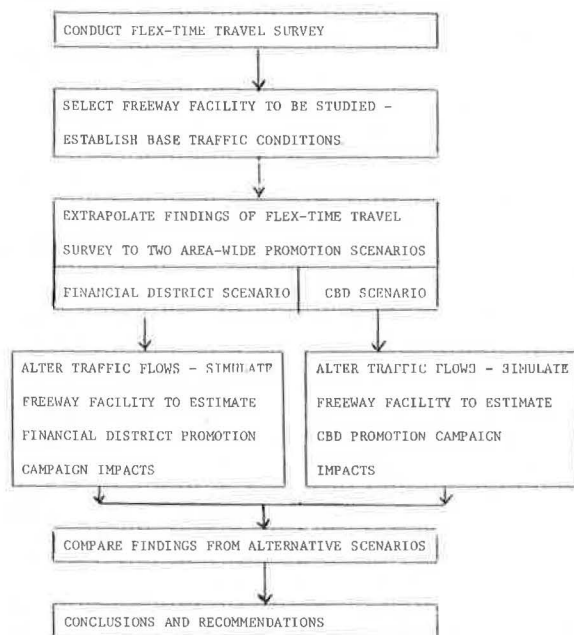 CONDUCT FLEX-TIME TRAVEL SURVEY
SELECT FREEWAY FACILITY TO BE STUDIED -
ESTABLISH BASE TRAFFIC CONDITIONS
EXTRAPOLATE FINDINGS OF FLEX-TIME TRAVEL
SURVEY TO TWO AREA-WIDE PROMOTION SCENARIOS
FINANCIAL DISTRICT SCENARIO
CBD SCENARIO
ALTER TRAFFIC FLOWS - SIMULATE
FREEWAY FACILITY TO ESTIMATE
FINANCIAL DISTRICT PROMOTION
CAMPAIGN IMPACTS
ALTER TRAFFIC FLOWS - SIMULATE
FREEWAY FACILITY TO ESTIMATE
CBD PROMOTION CAMPAIGN
IMPACTS
COMPARE FINDINGS FROM ALTERNATIVE SCENARIOS
CONCLUSIONS AND RECOMMENDATIONS